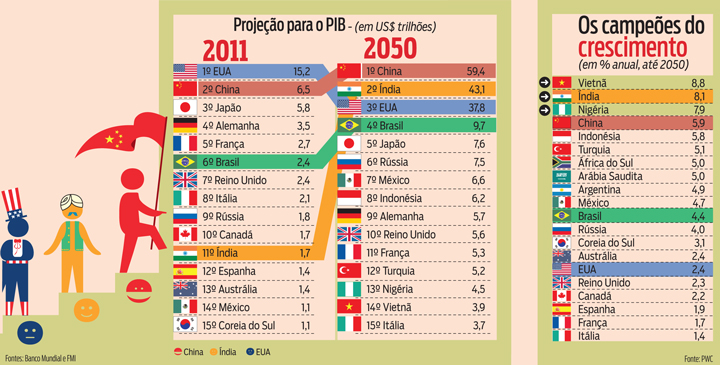 Projeção para o PIB - (em US$ trilhões)
2011
1º EUA 15,2
2º China 6,5
3º Japão 5,8
4º Alemanha 3,5
5º França 2,7
6º Brasil 2,4
7º Reino Unido 2,4
8º Itália 2,1
9º Rússia 1,8
10º Canadá 1,7
11º Índia 1,7
12º Espanha 1,4
13º Austrália 1,4
14º México 1,1
15º Coreia do Sul 1,1
2050
1º China 59,4
2º Índia 43,1
3º EUA 37,8
4º Brasil 9,7
5º Japão 7,6
6º Rússia 7,5
7º México 6,6
8º Indonésia 6,2
9º Alemanha 5,7
10º Reino Unido 5,6
11º França 5,3
12º Turquia 5,2
13º Nigéria 4,5
14º Vietnã 3,9
15º Itália 3,7
China Índia EUA
Fontes: Banco Mundial e FMI
Os campeões do
crescimento
(em % anual, até 2050)
Vietnã 8,8
Índia 8,1
Nigéria 7,9
China 5,9
Indonésia 5,8
Turquia 5,1
África do Sul 5,0
Arábia Saudita 5,0
Argentina 4,9
México 4,7
Brasil 4,4
Rússia 4,0
Coreia do Sul 3,1
Austrália 2,4
EUA 2,4
Reino Unido 2,3
Canadá 2,2
Espanha 1,9
França 1,7
Itália 1,4
Fonte: PWC